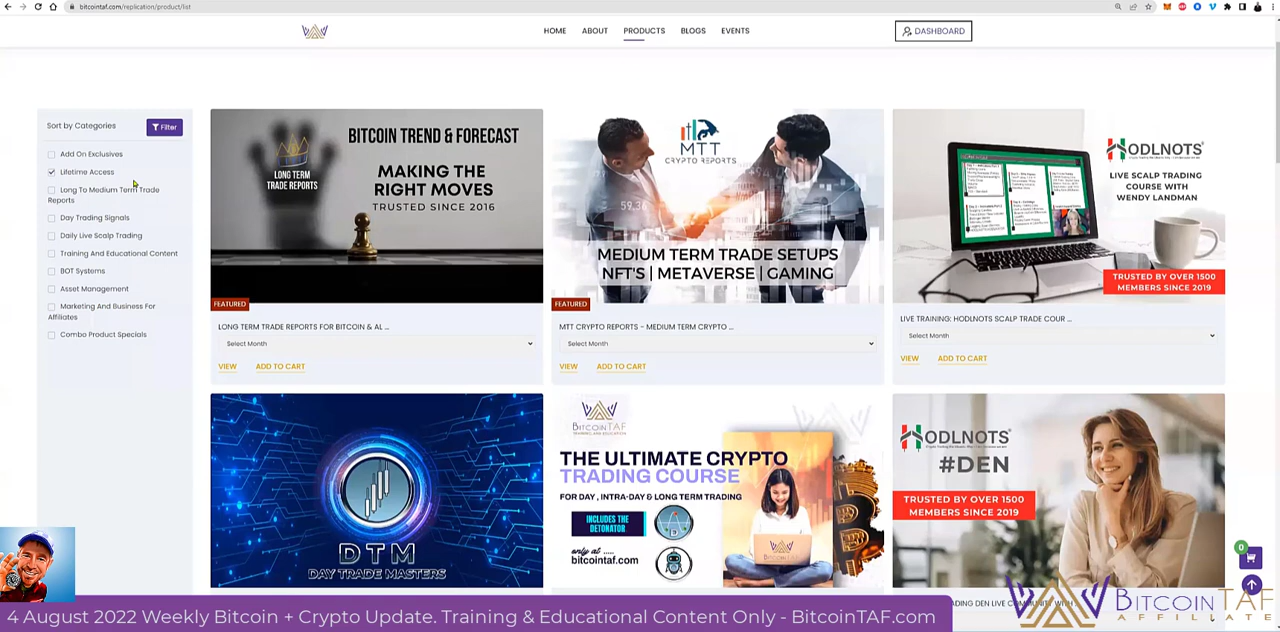 bitcointaf.com/replication/product/list
HOME ABOUT PRODUCTS BLOGS EVENTS
DASHBOARD
Sort by Categories
Filter
Add On Exclusives
Lifetime Access
Long To Medium Term Trade
Reports
Day Trading Signals
Daily Live Scalp Trading
Training And Educational Content
BOT Systems
Asset Management
Marketing And Business For
Affiliates
Combo Product Specials
LONG TERM
TRADE REPORTS
BITCOIN TREND & FORECAST
MAKING THE
RIGHT MOVES
TRUSTED SINCE 2016
FEATURED
LONG TERM TRADE REPORTS FOR BITCOIN & AL ...
Select Month
VIEW ADD TO CART
MTT
CRYPTO REPORTS
59.36
MEDIUM TERM TRADE SETUPS
NFT'S | METAVERSE | GAMING
FEATURED
MTT CRYPTO REPORTS - MEDIUM TERM CRYPTO ...
Select Month
VIEW ADD TO CART
HODLNOTS
LIVE SCALP TRADING
COURSE WITH
WENDY LANDMAN
TRUSTED BY OVER 1500
MEMBERS SINCE 2019
LIVE TRAINING: HODLNOTS SCALP TRADE COUR ...
Select Month
VIEW ADD TO CART
DTM
DAY TRADE MASTERS
BITCOINTAF
THE ULTIMATE CRYPTO
TRADING COURSE
FOR DAY , INTRA-DAY & LONG TERM TRADING
INCLUDES THE
DETONATOR
only at .....
bitcointaf.com
HODLNOTS
#DEN
TRUSTED BY OVER 1500
MEMBERS SINCE 2019
ADING DEN LIVE COMMUNITY WITH
0
4 August 2022 Weekly Bitcoin + Crypto Update. Training & Educational Content Only - BitcoinTAF.com
BITCOINTAF
AFFILIATE